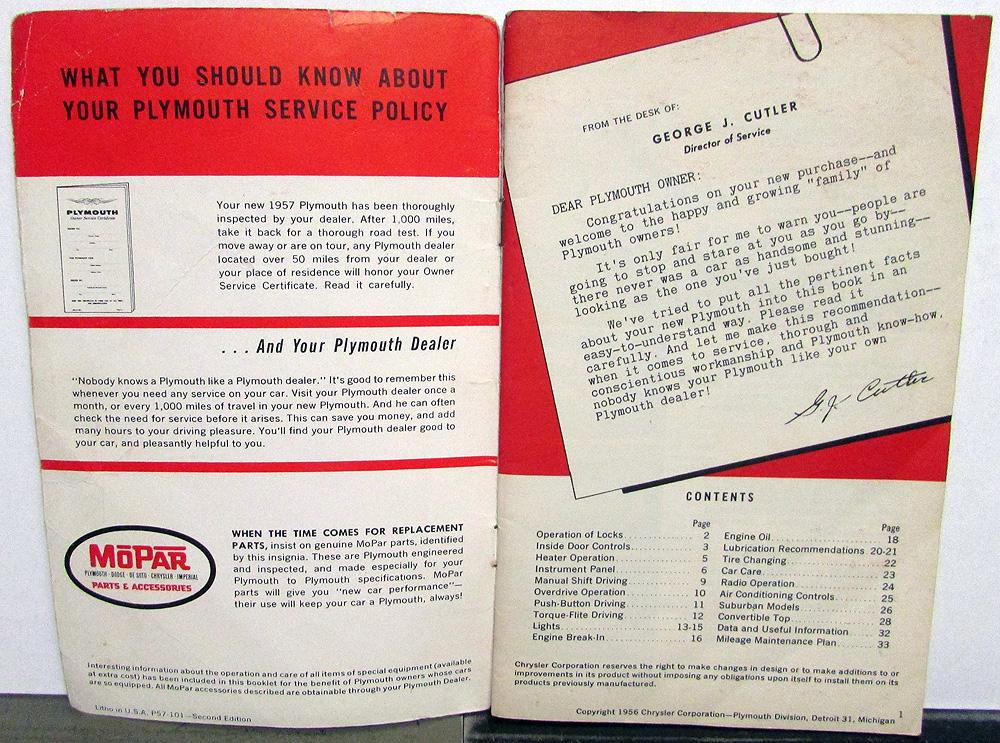 WHAT YOU SHOULD KNOW ABOUT
YOUR PLYMOUTH SERVICE POLICY
PLYMOUTH
Owner Service Certificate
Your new 1957 Plymouth has been thoroughly
inspected by your dealer. After 1,000 miles,
take it back for a thorough road test. If you
move away or are on tour, any Plymouth dealer
located over 50 miles from your dealer or
your place of residence will honor your Owner
Service Certificate. Read it carefully.
. . . And Your Plymouth Dealer
"Nobody knows a Plymouth like a Plymouth dealer." It's good to remember this
whenever you need any service on your car. Visit your Plymouth dealer once a
month, or every 1,000 miles of travel in your new Plymouth. And he can often
check the need for service before it arises. This can save you money, and add
many hours to your driving pleasure. You'll find your Plymouth dealer good to
your car, and pleasantly helpful to you.
MOPAR
PLYMOUTH · DODGE · DE SOTO · CHRYSLER · IMPERIAL
PARTS & ACCESSORIES
WHEN THE TIME COMES FOR REPLACEMENT
PARTS, insist on genuine MoPar parts, identified
by this insignia. These are Plymouth engineered
and inspected, and made especially for your
Plymouth to Plymouth specifications. MoPar
parts will give you "new car performance"—
their use will keep your car a Plymouth, always!
Interesting information about the operation and care of all items of special equipment (available
at extra cost) has been included in this booklet for the benefit of Plymouth owners whose cars
are so equipped. All MoPar accessories described are obtainable through your Plymouth Dealer.
Litho in U.S.A. P57-101—Second Edition
FROM THE DESK OF:
GEORGE J. CUTLER
Director of Service
DEAR PLYMOUTH OWNER:
Congratulations on your new purchase--and
welcome to the happy and growing "family" of
Plymouth owners!
It's only fair for me to warn you--people are
going to stop and stare at you as you go by--
there never was a car as handsome and stunning--
looking as the one you've just bought!
We've tried to put all the pertinent facts
about your new Plymouth into this book in an
easy-to-understand way. Please read it
carefully. And let me make this recommendation--
when it comes to service, thorough and
conscientious workmanship and Plymouth know-how,
nobody knows your Plymouth like your own
Plymouth dealer!
G. J. Cutler
CONTENTS
Page
Operation of Locks 2
Inside Door Controls 3
Heater Operation 5
Instrument Panel 6
Manual Shift Driving 9
Overdrive Operation 10
Push-Button Driving 11
Torque-Flite Driving 12
Lights 13-15
Engine Break-In 16
Page
Engine Oil 18
Lubrication Recommendations 20-21
Tire Changing 22
Car Care 23
Radio Operation 24
Air Conditioning Controls 25
Suburban Models 26
Convertible Top 28
Data and Useful Information 32
Mileage Maintenance Plan 33
Chrysler Corporation reserves the right to make changes in design or to make additions to or
improvements in its product without imposing any obligations upon itself to install them on its
products previously manufactured.
Copyright 1956 Chrysler Corporation—Plymouth Division, Detroit 31, Michigan
1